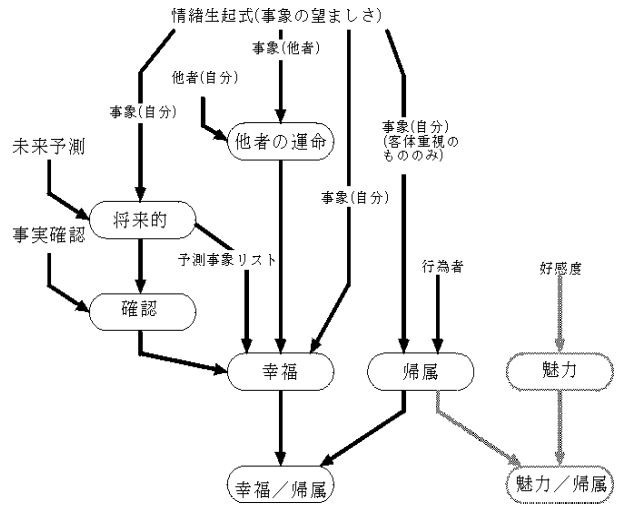 情緒生起式(事象の望ましさ)
事象(他者)
他者(自分)
事象(自分)
事象(自分)
(客体重視の
もののみ)
他者の運命
未来予測
事象(自分)
将来的
事実確認
予測事象リスト
行為者
好感度
確認
幸福
帰属
魅力
幸福／帰属
魅力／帰属